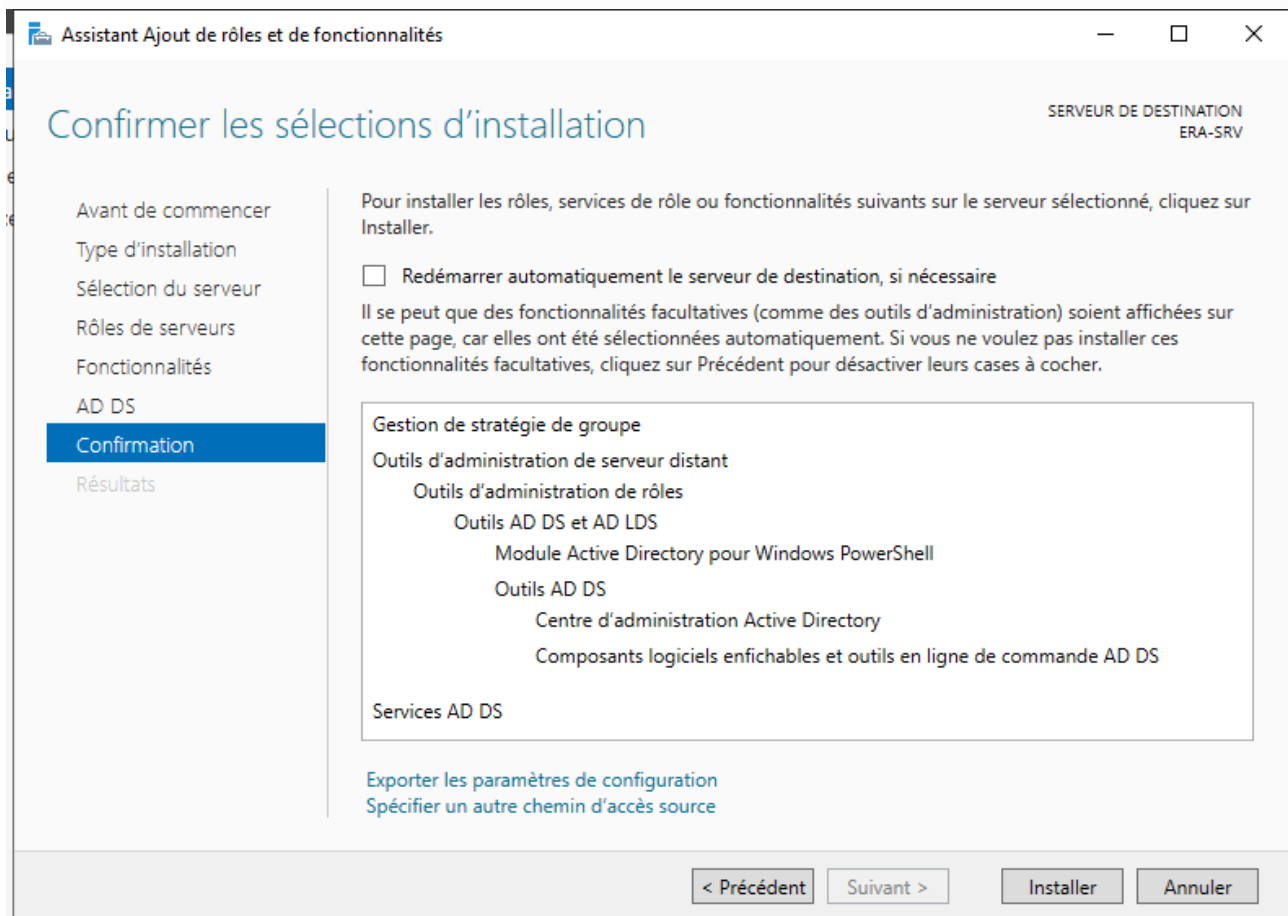 Assistant Ajout de rôles et de fonctionnalités
Confirmer les sélections d’installation
SERVEUR DE DESTINATION
ERA-SRV
Avant de commencer
Type d’installation
Sélection du serveur
Rôles de serveurs
Fonctionnalités
AD DS
Confirmation
Résultats
Pour installer les rôles, services de rôle ou fonctionnalités suivants sur le serveur sélectionné, cliquez sur
Installer.
Redémarrer automatiquement le serveur de destination, si nécessaire
Il se peut que des fonctionnalités facultatives (comme des outils d’administration) soient affichées sur
cette page, car elles ont été sélectionnées automatiquement. Si vous ne voulez pas installer ces
fonctionnalités facultatives, cliquez sur Précédent pour désactiver leurs cases à cocher.
Gestion de stratégie de groupe
Outils d’administration de serveur distant
Outils d’administration de rôles
Outils AD DS et AD LDS
Module Active Directory pour Windows PowerShell
Outils AD DS
Centre d’administration Active Directory
Composants logiciels enfichables et outils en ligne de commande AD DS
Services AD DS
Exporter les paramètres de configuration
Spécifier un autre chemin d’accès source
< Précédent
Suivant >
Installer
Annuler